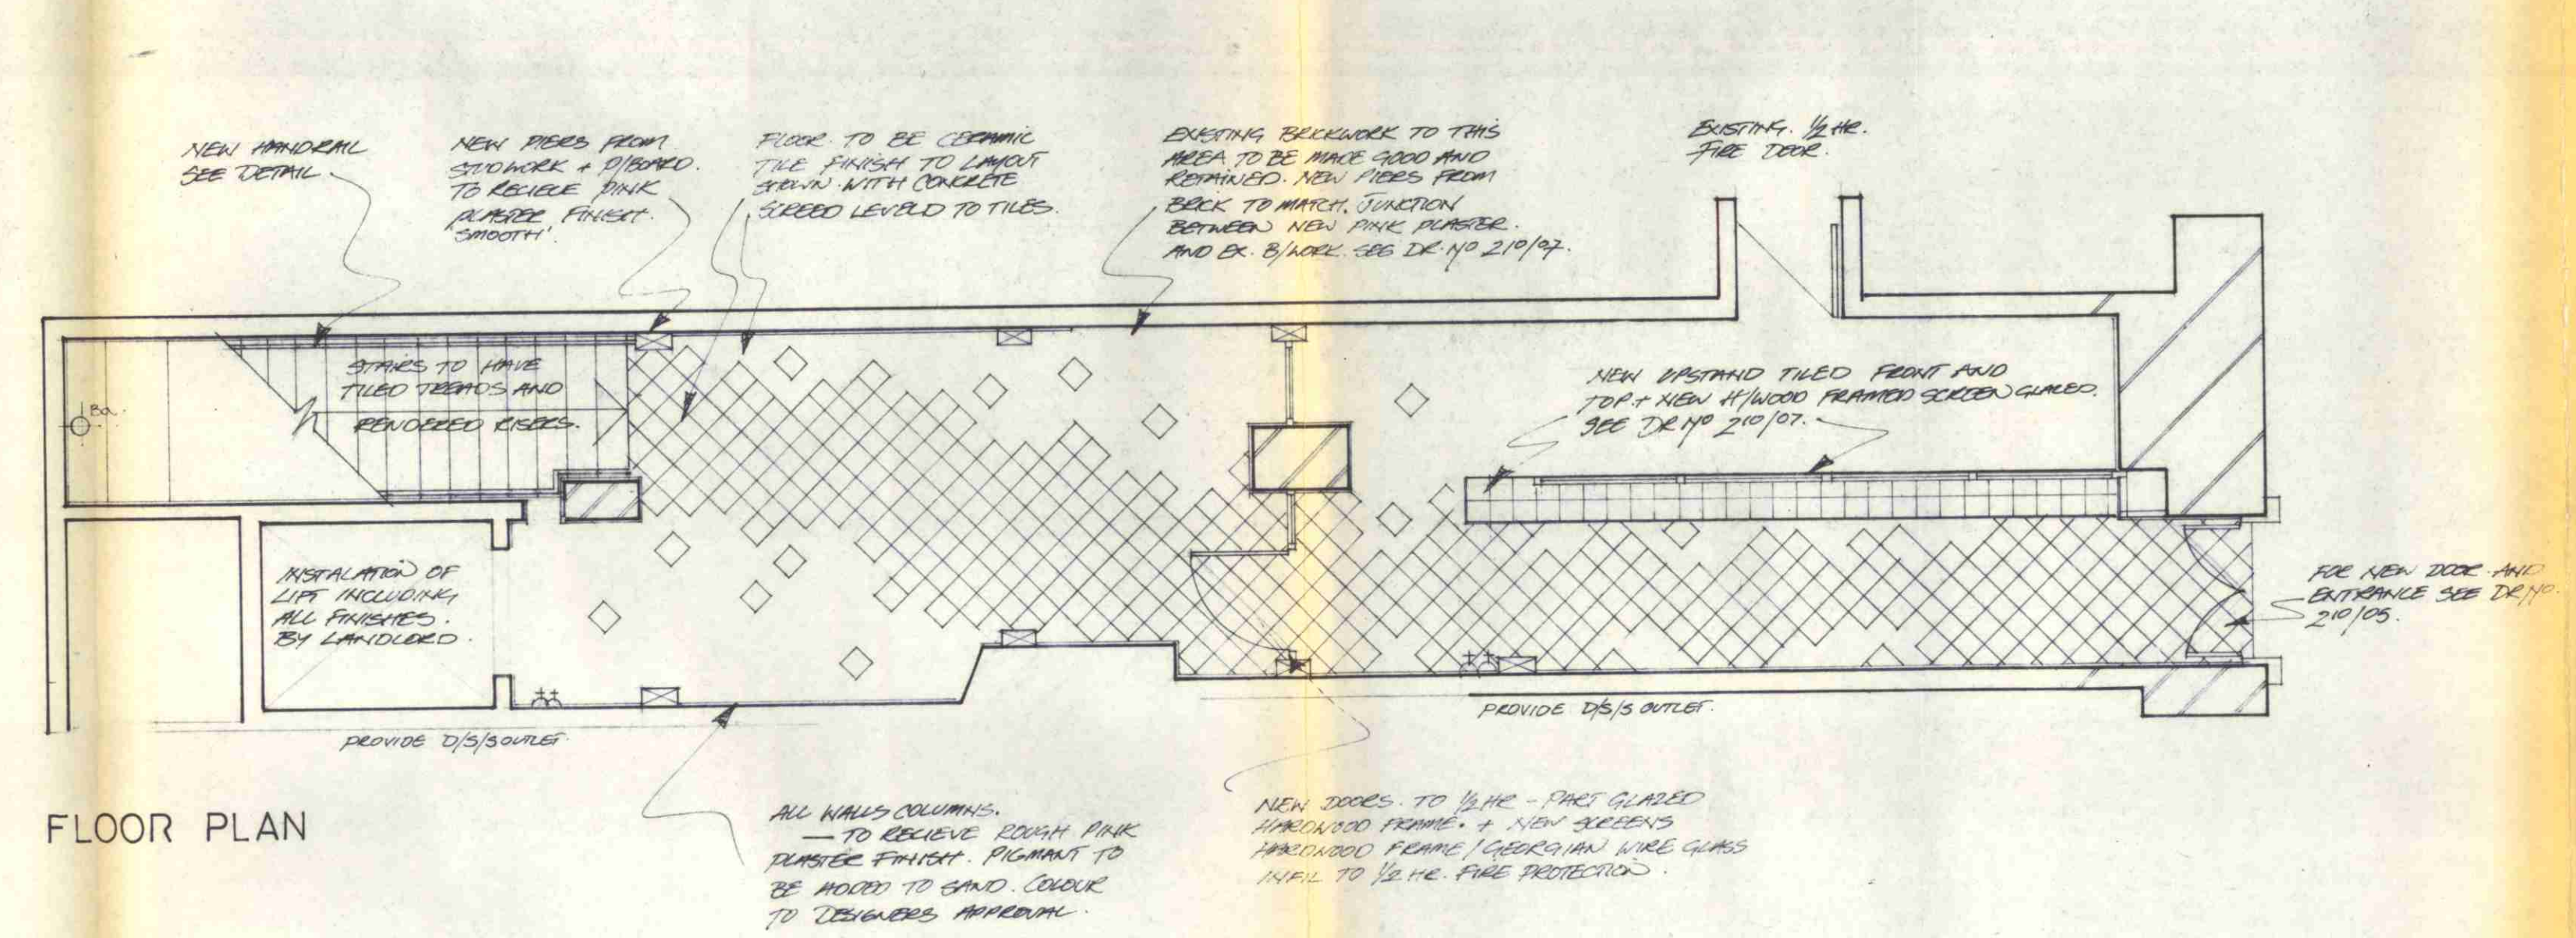 NEW HANDRAIL
SEE DETAIL.
NEW PIERS FROM
STUDWORK + P/BOARD.
TO RECIEVE PINK
PLASTER FINISH.
'SMOOTH'.
FLOOR TO BE CERAMIC
TILE FINISH TO LAYOUT
SHOWN WITH CONCRETE
SCREED LEVELD TO TILES.
EXISTING BRICKWORK TO THIS
AREA TO BE MADE GOOD AND
RETAINED. NEW PIERS FROM
BRICK TO MATCH. JUNCTION
BETWEEN NEW PINK PLASTER.
AND EX. B/WORK. SEE DR. Nº 210/07.
EXISTING. 1/2 HR.
FIRE DOOR.
STAIRS TO HAVE
TILED TREADS AND
RENDERED RISERS.
NEW UPSTAND TILED FRONT AND
TOP + NEW H/WOOD FRAMED SCREEN GLAZED.
SEE DR Nº 210/07.
INSTALATION OF
LIFT INCLUDING
ALL FINISHES.
BY LANDLORD.
FOR NEW DOOR AND
ENTRANCE SEE DR Nº.
210/05.
PROVIDE D/S/S OUTLET.
PROVIDE D/S/S OUTLET.
FLOOR PLAN
ALL WALLS COLUMNS.
— TO RECIEVE ROUGH PINK
PLASTER FINISH. PIGMANT TO
BE ADDED TO SAND. COLOUR
TO DESIGNERS APPROVAL.
NEW DOORS. TO 1/2 HR - PART GLAZED
HARDWOOD FRAME. + NEW SCREENS
HARDWOOD FRAME / GEORGIAN WIRE GLASS
INFIL TO 1/2 HR. FIRE PROTECTION.